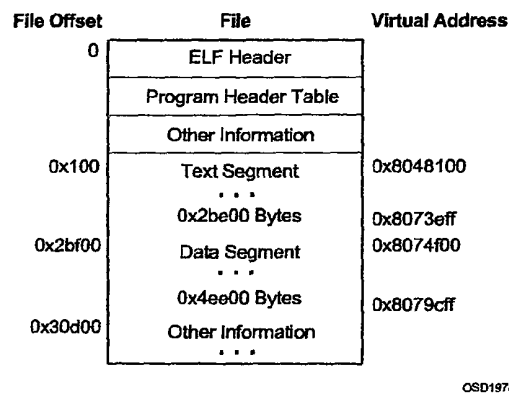 File Offset File Virtual Address
0 ELF Header
Program Header Table
Other Information
0x100 Text Segment 0x8048100
. . .
0x2be00 Bytes 0x8073eff
0x2bf00 Data Segment 0x8074f00
. . .
0x4ee00 Bytes 0x8079cff
0x30d00 Other Information
. . .